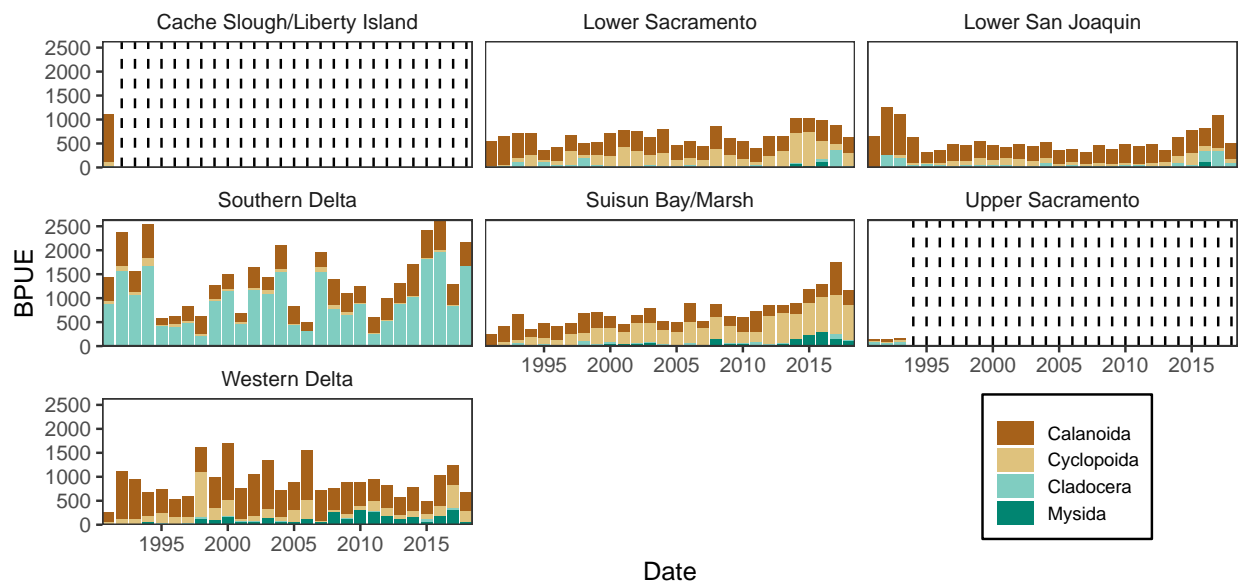 Cache Slough/Liberty Island Lower Sacramento Lower San Joaquin
2500
2000
1500
1000
500
0
Southern Delta Suisun Bay/Marsh Upper Sacramento
2500
2000
1500
1000
500
0
1995 2000 2005 2010 2015 1995 2000 2005 2010 2015
Western Delta
2500
2000
1500
1000
500
0
1995 2000 2005 2010 2015
BPUE
Date
Calanoida
Cyclopoida
Cladocera
Mysida